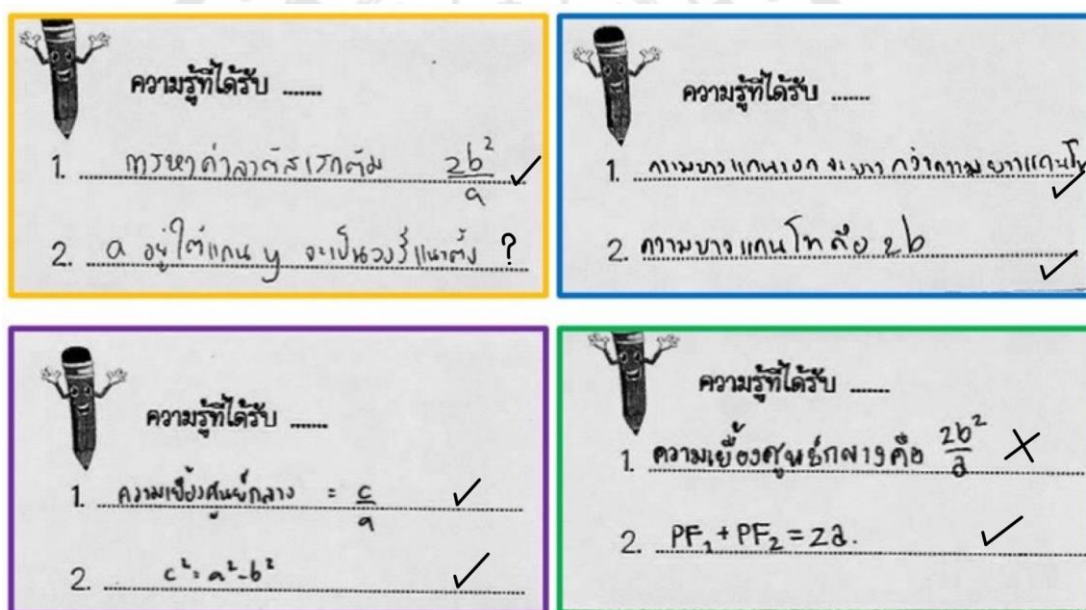 ความรู้ที่ได้รับ ......
1. การหาค่าลาตัสเรกตัม 2b²/a ✓
2. a อยู่ใต้แกน y จะเป็นวงรีแนวตั้ง ?
ความรู้ที่ได้รับ ......
1. ความยาวแกนเอกจะยาวกว่าความยาวแกนโท ✓
2. ความยาวแกนโทคือ 2b ✓
ความรู้ที่ได้รับ ......
1. ความเยื้องศูนย์กลาง = c/a ✓
2. c² = a²-b² ✓
ความรู้ที่ได้รับ ......
1. ความเยื้องศูนย์กลางคือ 2b²/a ✗
2. PF₁ + PF₂ = 2a. ✓